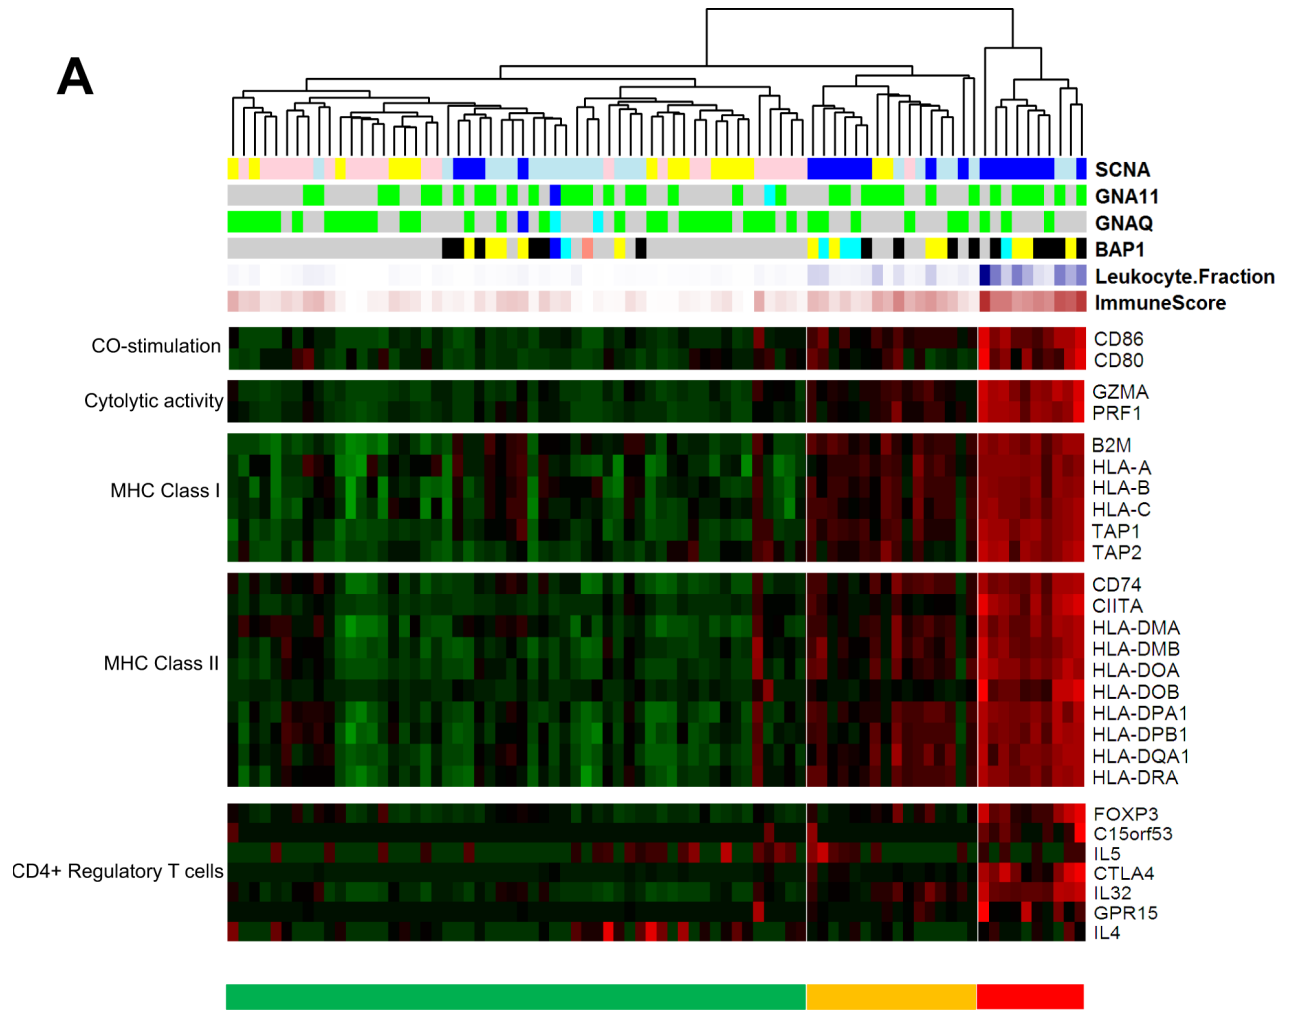 A
SCNA
GNA11
GNAQ
BAP1
Leukocyte.Fraction
ImmuneScore
CO-stimulation
CD86
CD80
Cytolytic activity
GZMA
PRF1
MHC Class I
B2M
HLA-A
HLA-B
HLA-C
TAP1
TAP2
MHC Class II
CD74
CIITA
HLA-DMA
HLA-DMB
HLA-DOA
HLA-DOB
HLA-DPA1
HLA-DPB1
HLA-DQA1
HLA-DRA
CD4+ Regulatory T cells
FOXP3
C15orf53
IL5
CTLA4
IL32
GPR15
IL4